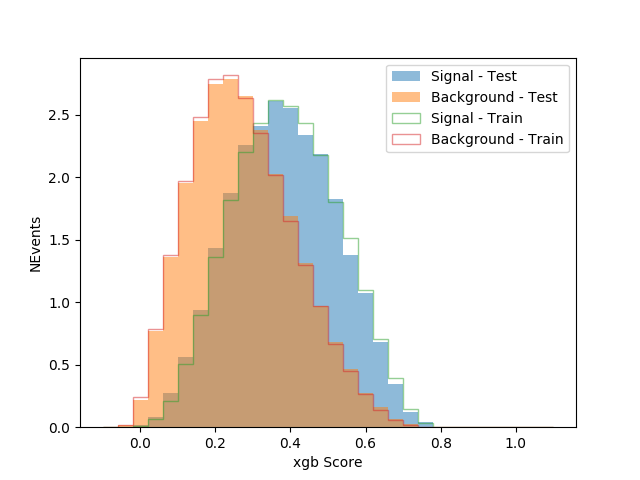 Signal - Test
Background - Test
Signal - Train
Background - Train
NEvents
2.5
2.0
1.5
1.0
0.5
0.0
0.0 0.2 0.4 0.6 0.8 1.0
xgb Score